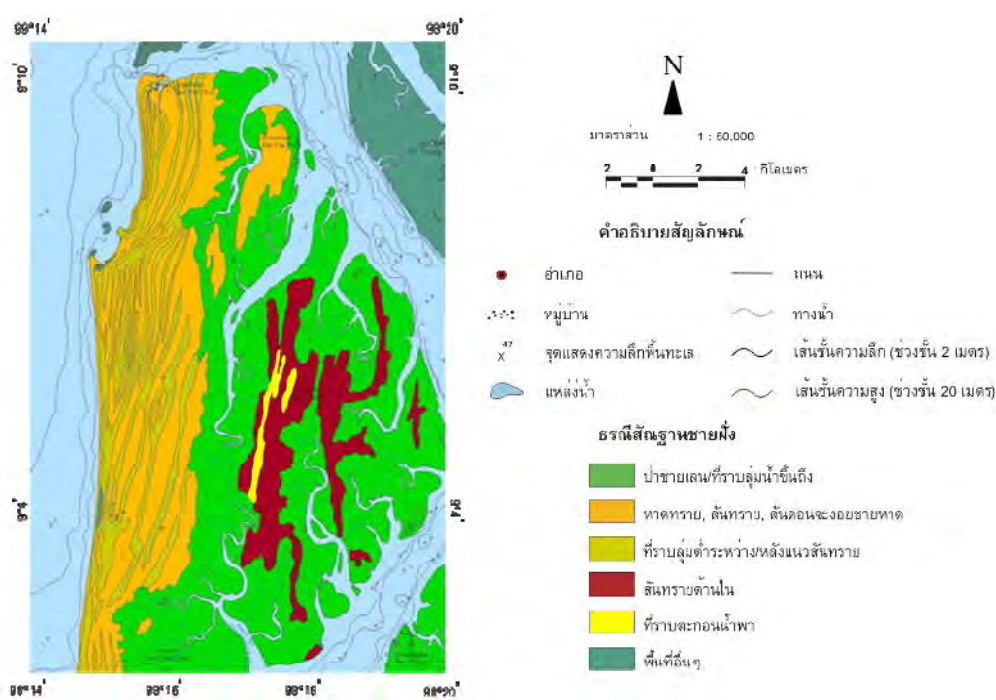 99°14'
99°20'
9°10'
9°10'
9°4'
9°4'
99°14'
99°16'
99°18'
99°20'
N
มาตราส่วน 1 : 50,000
2 0 2 4 กิโลเมตร
คำอธิบายสัญลักษณ์
อำเภอ
ถนน
หมู่บ้าน
ทางน้ำ
47
จุดแสดงความลึกพื้นทะเล
เส้นชั้นความลึก (ช่วงชั้น 2 เมตร)
แหล่งน้ำ
เส้นชั้นความสูง (ช่วงชั้น 20 เมตร)
ธรณีสัณฐานชายฝั่ง
ป่าชายเลน/ที่ราบลุ่มน้ำขึ้นถึง
หาดทราย, สันทราย, สันดอนจะงอยชายหาด
ที่ราบลุ่มต่ำระหว่าง/หลังแนวสันทราย
สันทรายด้านใน
ที่ราบตะกอนน้ำพา
พื้นที่อื่นๆ